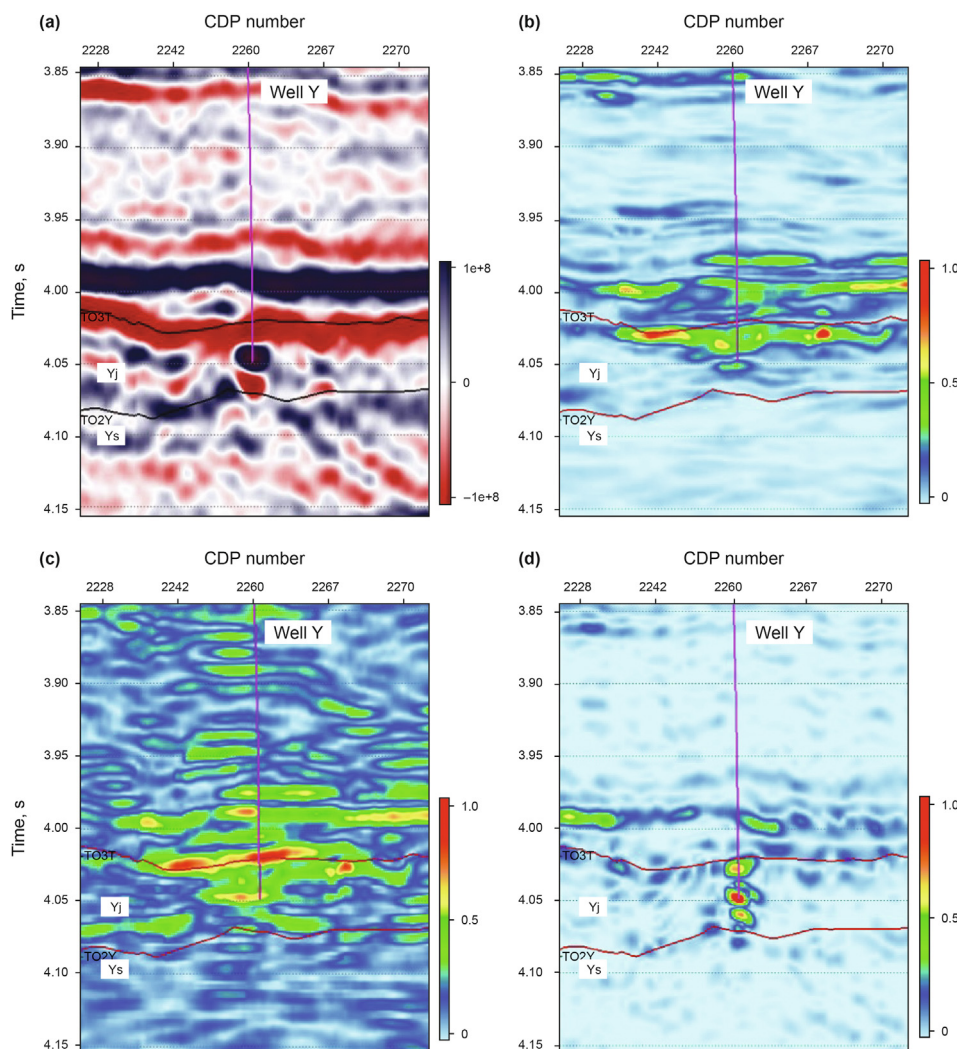 (a)
CDP number
2228 2242 2260 2267 2270
Well Y
3.85
3.90
3.95
4.00
4.05
4.10
4.15
Time, s
TO3T
Yj
TO2Y
Ys
1e+8
0
−1e+8
(b)
CDP number
2228 2242 2260 2267 2270
Well Y
3.85
3.90
3.95
4.00
4.05
4.10
4.15
TO3T
Yj
TO2Y
Ys
1.0
0.5
0
(c)
CDP number
2228 2242 2260 2267 2270
Well Y
3.85
3.90
3.95
4.00
4.05
4.10
4.15
Time, s
TO3T
Yj
TO2Y
Ys
1.0
0.5
0
(d)
CDP number
2228 2242 2260 2267 2270
Well Y
3.85
3.90
3.95
4.00
4.05
4.10
4.15
TO3T
Yj
TO2Y
Ys
1.0
0.5
0